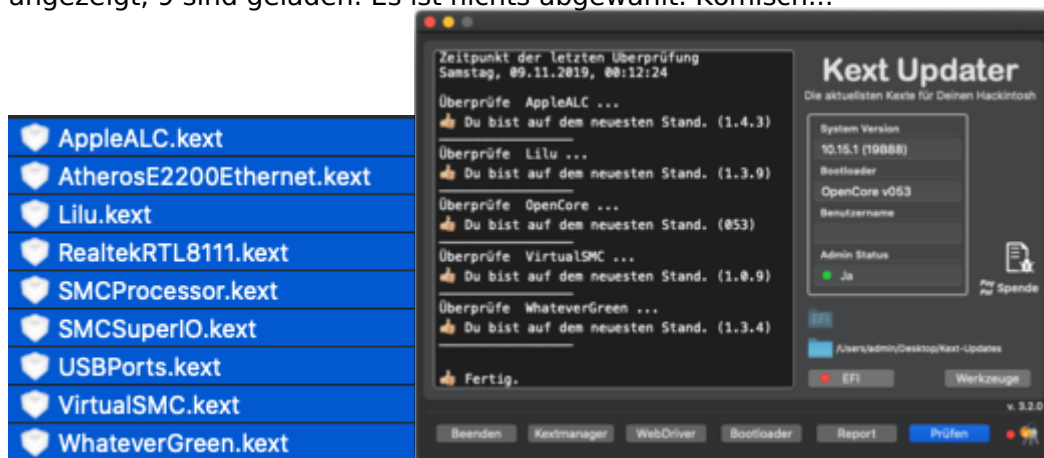 angezeigt, 9 sind geladen. Es ist nichts abgewählt. Komisch...
AppleALC.kext
AtherosE2200Ethernet.kext
Lilu.kext
RealtekRTL8111.kext
SMCProcessor.kext
SMCSuperIO.kext
USBPorts.kext
VirtualSMC.kext
WhateverGreen.kext
Zeitpunkt der letzten Überprüfung
Samstag, 09.11.2019, 00:12:24
Überprüfe AppleALC ...
👍 Du bist auf dem neuesten Stand. (1.4.3)
Überprüfe Lilu ...
👍 Du bist auf dem neuesten Stand. (1.3.9)
Überprüfe OpenCore ...
👍 Du bist auf dem neuesten Stand. (053)
Überprüfe VirtualSMC ...
👍 Du bist auf dem neuesten Stand. (1.0.9)
Überprüfe WhateverGreen ...
👍 Du bist auf dem neuesten Stand. (1.3.4)
👍 Fertig.
Kext Updater
Die aktuellsten Kexte für Deinen Hackintosh
System Version
10.15.1 (19B88)
Bootloader
OpenCore v053
Benutzername
Admin Status
Ja
Spende
EFI
/Users/admin/Desktop/Kext-Updates
EFI
Werkzeuge
v. 3.2.0
Beenden
Kextmanager
WebDriver
Bootloader
Report
Prüfen